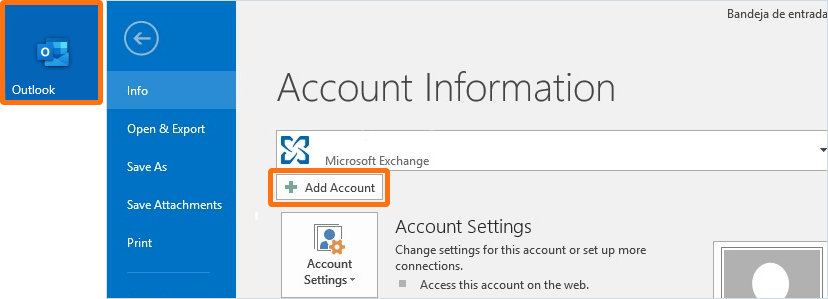 Bandeja de entrada
Outlook
Account Information
Info
Open & Export
Microsoft Exchange
Save As
Add Account
Save Attachments
Account Settings
Print
Change settings for this account or set up more
connections.
Account
Settings
Access this account on the web.